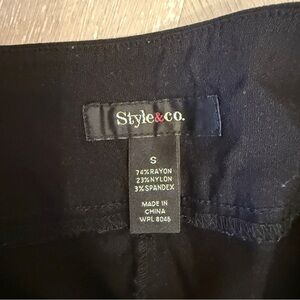 Style&co.
S
74%RAYON
23%NYLON
3%SPANDEX
MADE IN
CHINA
WPL 8045